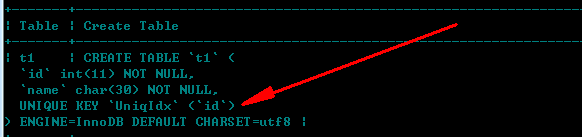 | Table | Create Table
| t1 | CREATE TABLE `t1` (
`id` int(11) NOT NULL,
`name` char(30) NOT NULL,
UNIQUE KEY `UniqIdx` (`id`)
) ENGINE=InnoDB DEFAULT CHARSET=utf8 |